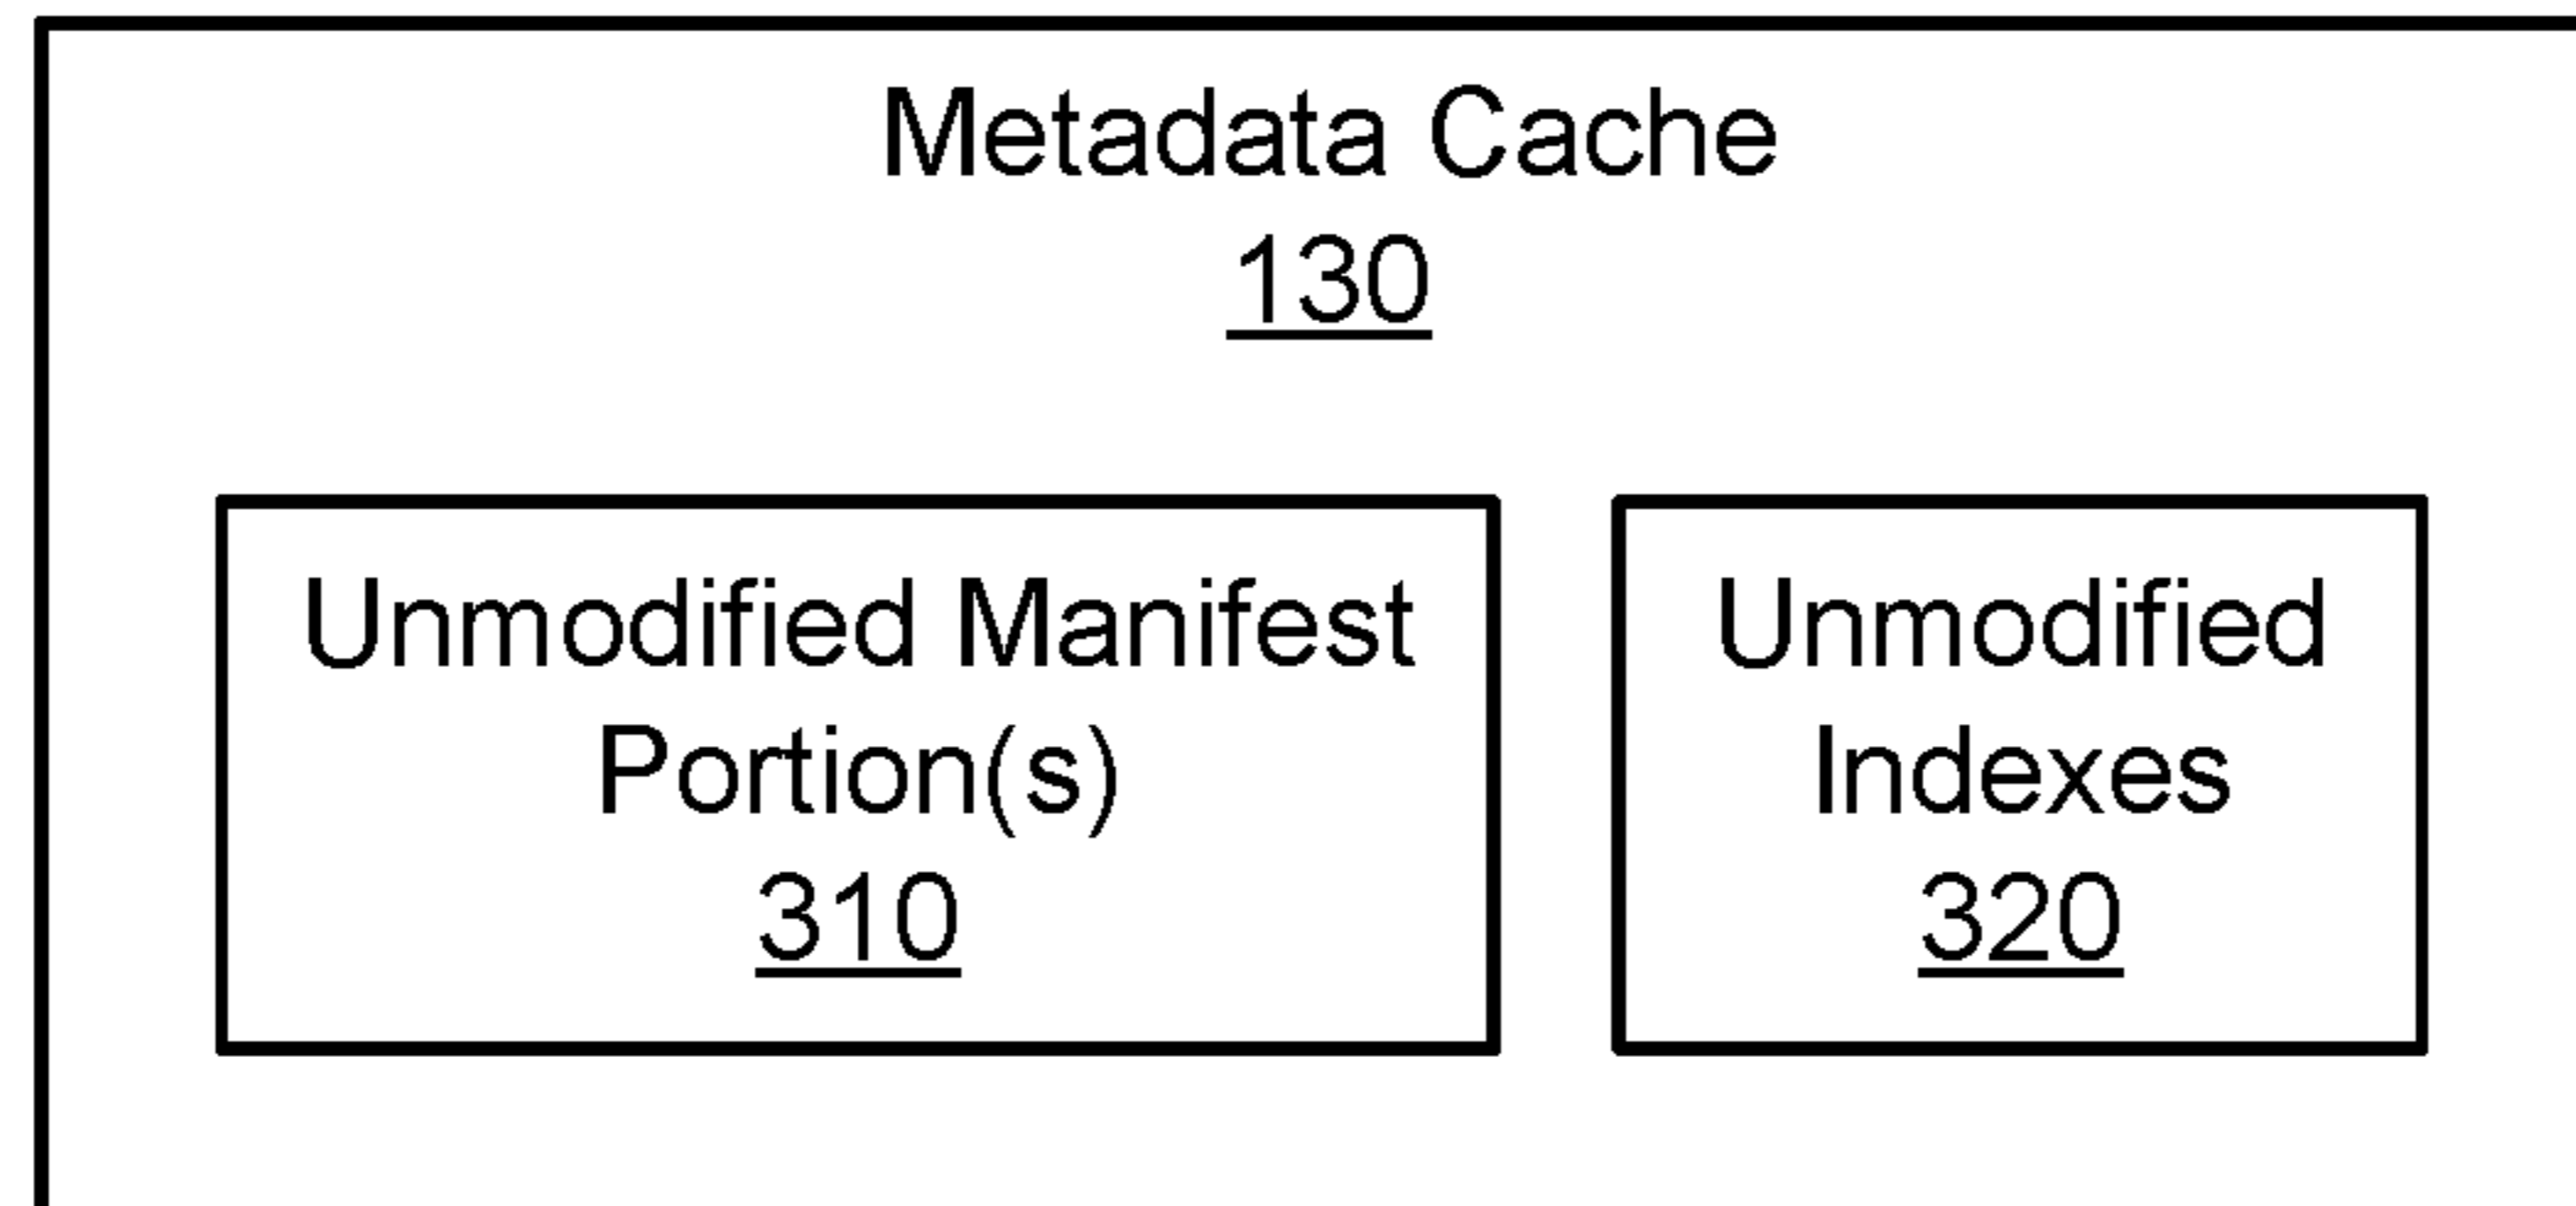 Metadata Cache
130
Unmodified Manifest
Portion(s)
310
Unmodified
Indexes
320